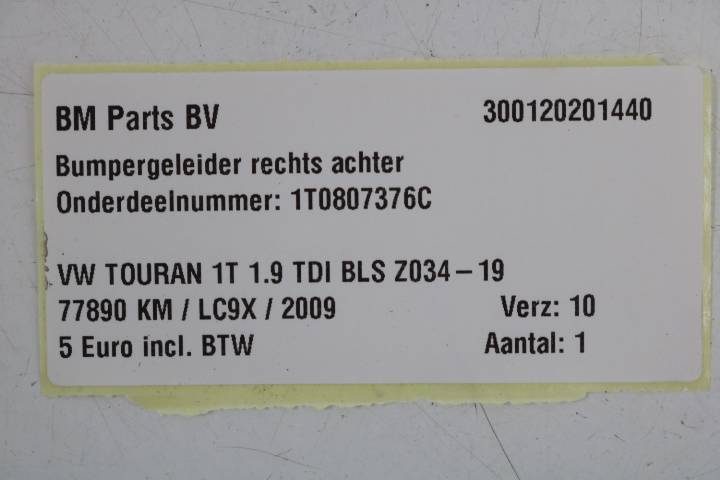 BM Parts BV 300120201440
Bumpergeleider rechts achter
Onderdeelnummer: 1T0807376C
VW TOURAN 1T 1.9 TDI BLS Z034-19
77890 KM / LC9X / 2009 Verz: 10
5 Euro incl. BTW Aantal: 1